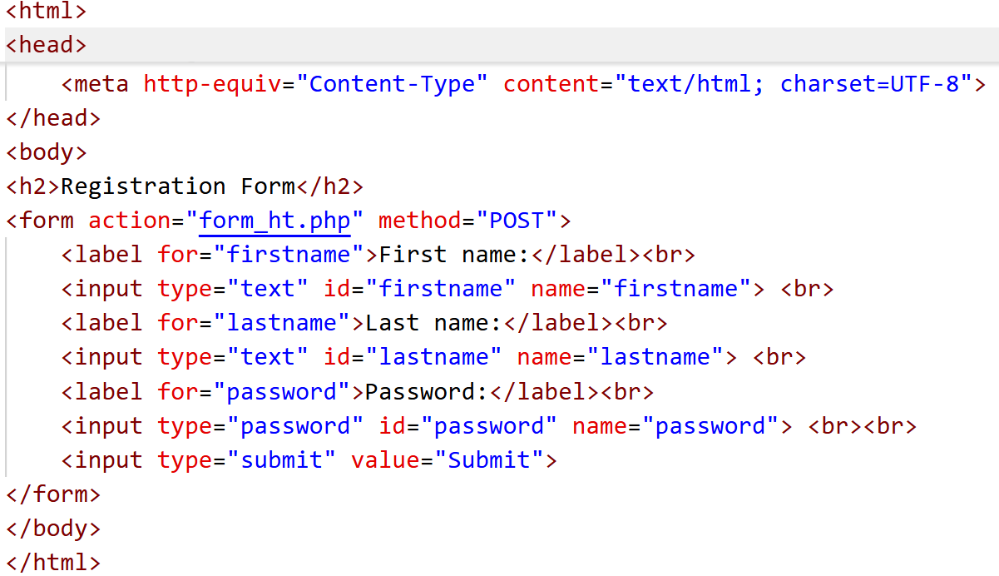 <html>
<head>
    <meta http-equiv="Content-Type" content="text/html; charset=UTF-8">
</head>
<body>
<h2>Registration Form</h2>
<form action="form_ht.php" method="POST">
    <label for="firstname">First name:</label><br>
    <input type="text" id="firstname" name="firstname"> <br>
    <label for="lastname">Last name:</label><br>
    <input type="text" id="lastname" name="lastname"> <br>
    <label for="password">Password:</label><br>
    <input type="password" id="password" name="password"> <br><br>
    <input type="submit" value="Submit">
</form>
</body>
</html>